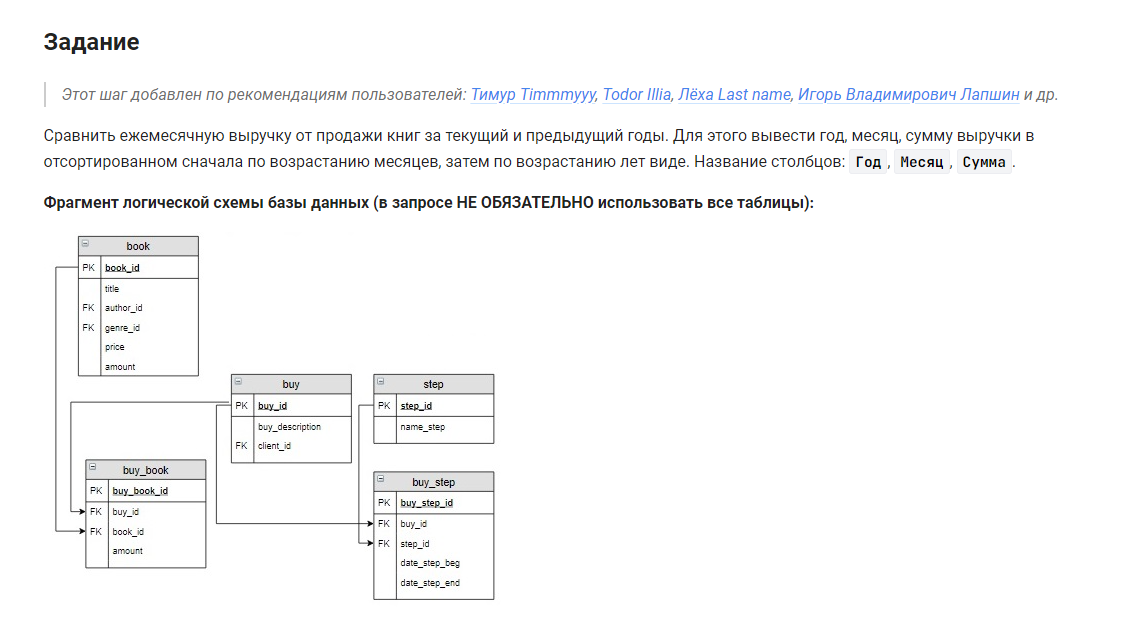 Задание
Этот шаг добавлен по рекомендациям пользователей: Тимур Timmmyyy, Todor Illia, Лёха Last name, Игорь Владимирович Лапшин и др.
Сравнить ежемесячную выручку от продажи книг за текущий и предыдущий годы. Для этого вывести год, месяц, сумму выручки в
отсортированном сначала по возрастанию месяцев, затем по возрастанию лет виде. Название столбцов: Год , Месяц , Сумма .
Фрагмент логической схемы базы данных (в запросе НЕ ОБЯЗАТЕЛЬНО использовать все таблицы):
book
PK book_id
title
FK author_id
FK genre_id
price
amount
buy
PK buy_id
buy_description
FK client_id
step
PK step_id
name_step
buy_book
PK buy_book_id
FK buy_id
FK book_id
amount
buy_step
PK buy_step_id
FK buy_id
FK step_id
date_step_beg
date_step_end